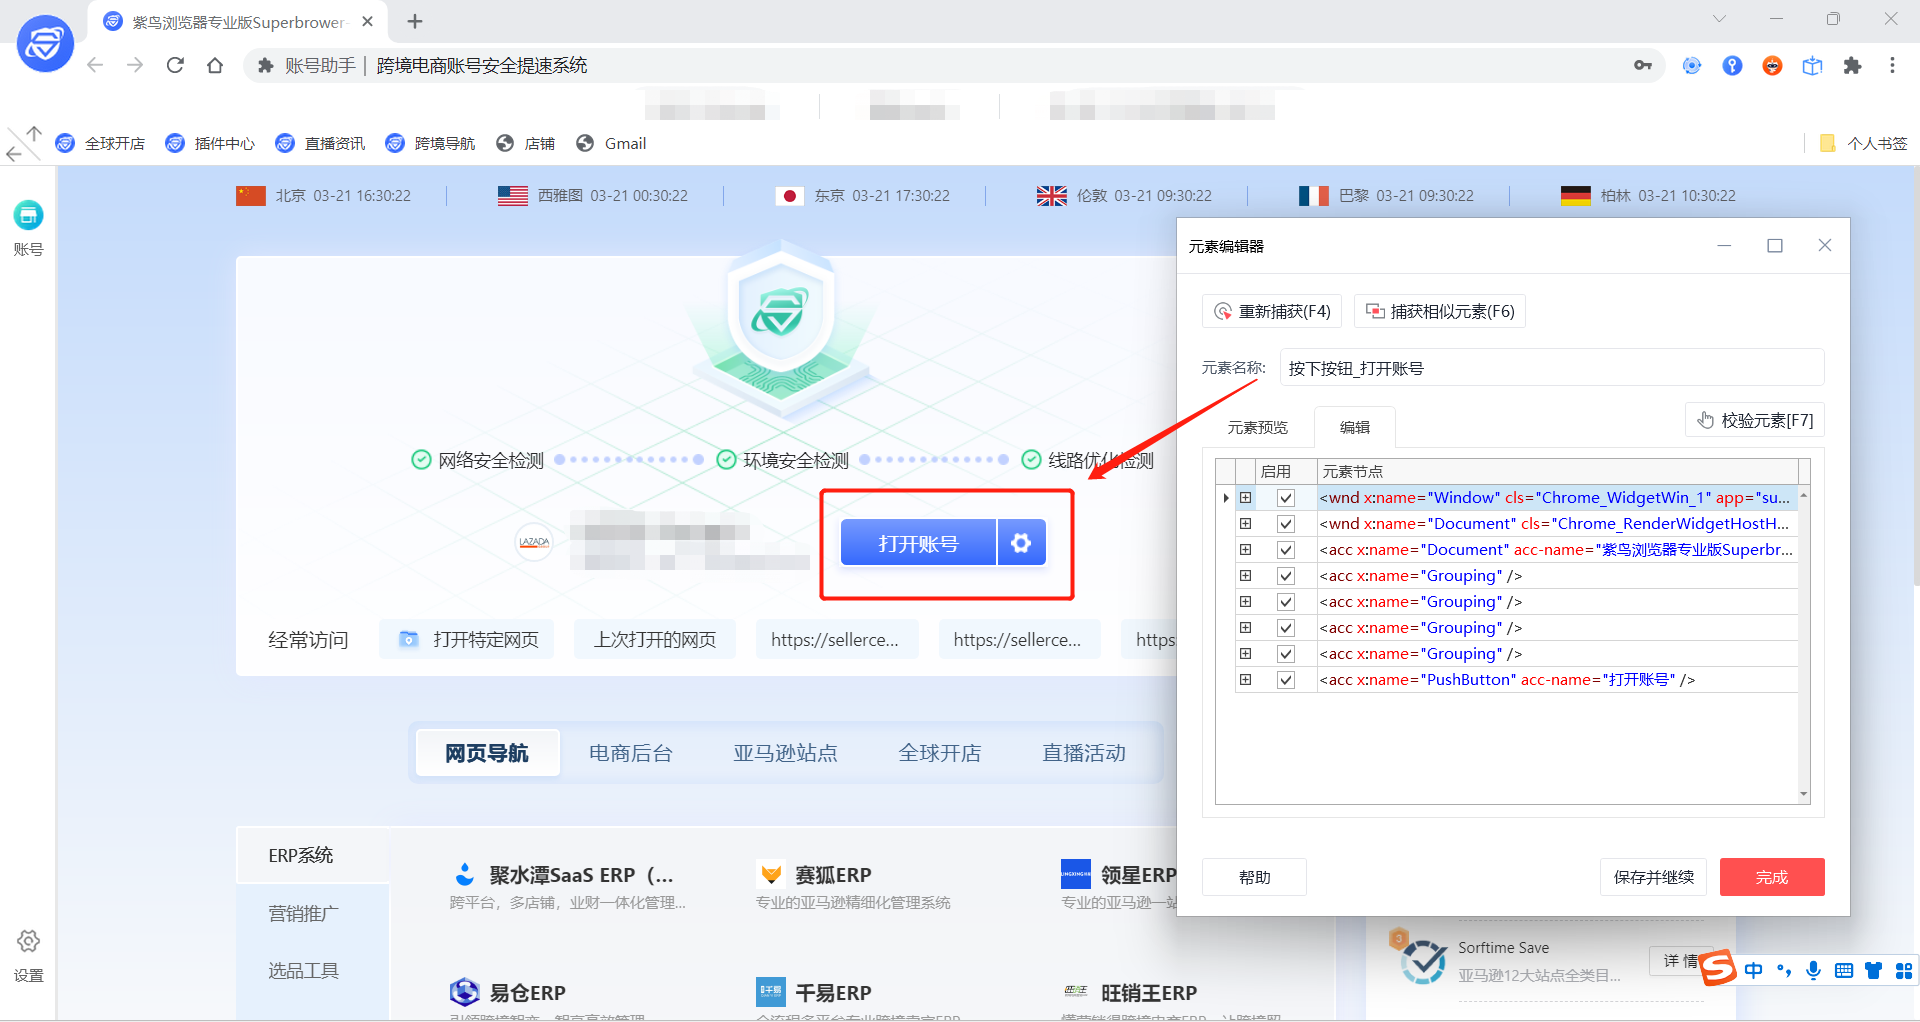 紫鸟浏览器专业版Superbrower-
账号助手 | 跨境电商账号安全提速系统
全球开店 插件中心 直播资讯 跨境导航 店铺 Gmail 个人书签
账号
北京 03-21 16:30:22 西雅图 03-21 00:30:22 东京 03-21 17:30:22 伦敦 03-21 09:30:22 巴黎 03-21 09:30:22 柏林 03-21 10:30:22
网络安全检测 环境安全检测 线路优化检测
LAZADA
打开账号
经常访问 打开特定网页 上次打开的网页 https://sellerce... https://sellerce... https:
网页导航 电商后台 亚马逊站点 全球开店 直播活动
ERP系统
营销推广
选品工具
聚水潭SaaS ERP（...
跨平台，多店铺，业财一体化管理...
赛狐ERP
专业的亚马逊精细化管理系统
领星ERP
专业的亚马逊一站
易仓ERP
千易ERP
旺销王ERP
设置
元素编辑器
重新捕获(F4) 捕获相似元素(F6)
元素名称: 按下按钮_打开账号
元素预览 编辑 校验元素[F7]
启用 元素节点
<wnd x:name="Window" cls="Chrome_WidgetWin_1" app="su...
<wnd x:name="Document" cls="Chrome_RenderWidgetHostH...
<acc x:name="Document" acc-name="紫鸟浏览器专业版Superbr...
<acc x:name="Grouping" />
<acc x:name="Grouping" />
<acc x:name="Grouping" />
<acc x:name="Grouping" />
<acc x:name="PushButton" acc-name="打开账号" />
帮助 保存并继续 完成
3
Sorftime Save
亚马逊12大站点全类目...
详 情
中